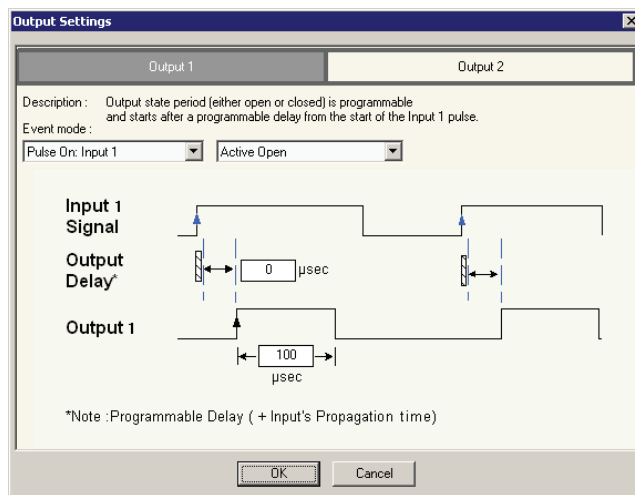 Output Settings
Output 1
Output 2
Description : Output state period (either open or closed) is programmable
and starts after a programmable delay from the start of the Input 1 pulse.
Event mode :
Pulse On: Input 1
Active Open
Input 1
Signal
Output
Delay*
0 μsec
Output 1
100
μsec
*Note :Programmable Delay ( + Input's Propagation time)
OK
Cancel